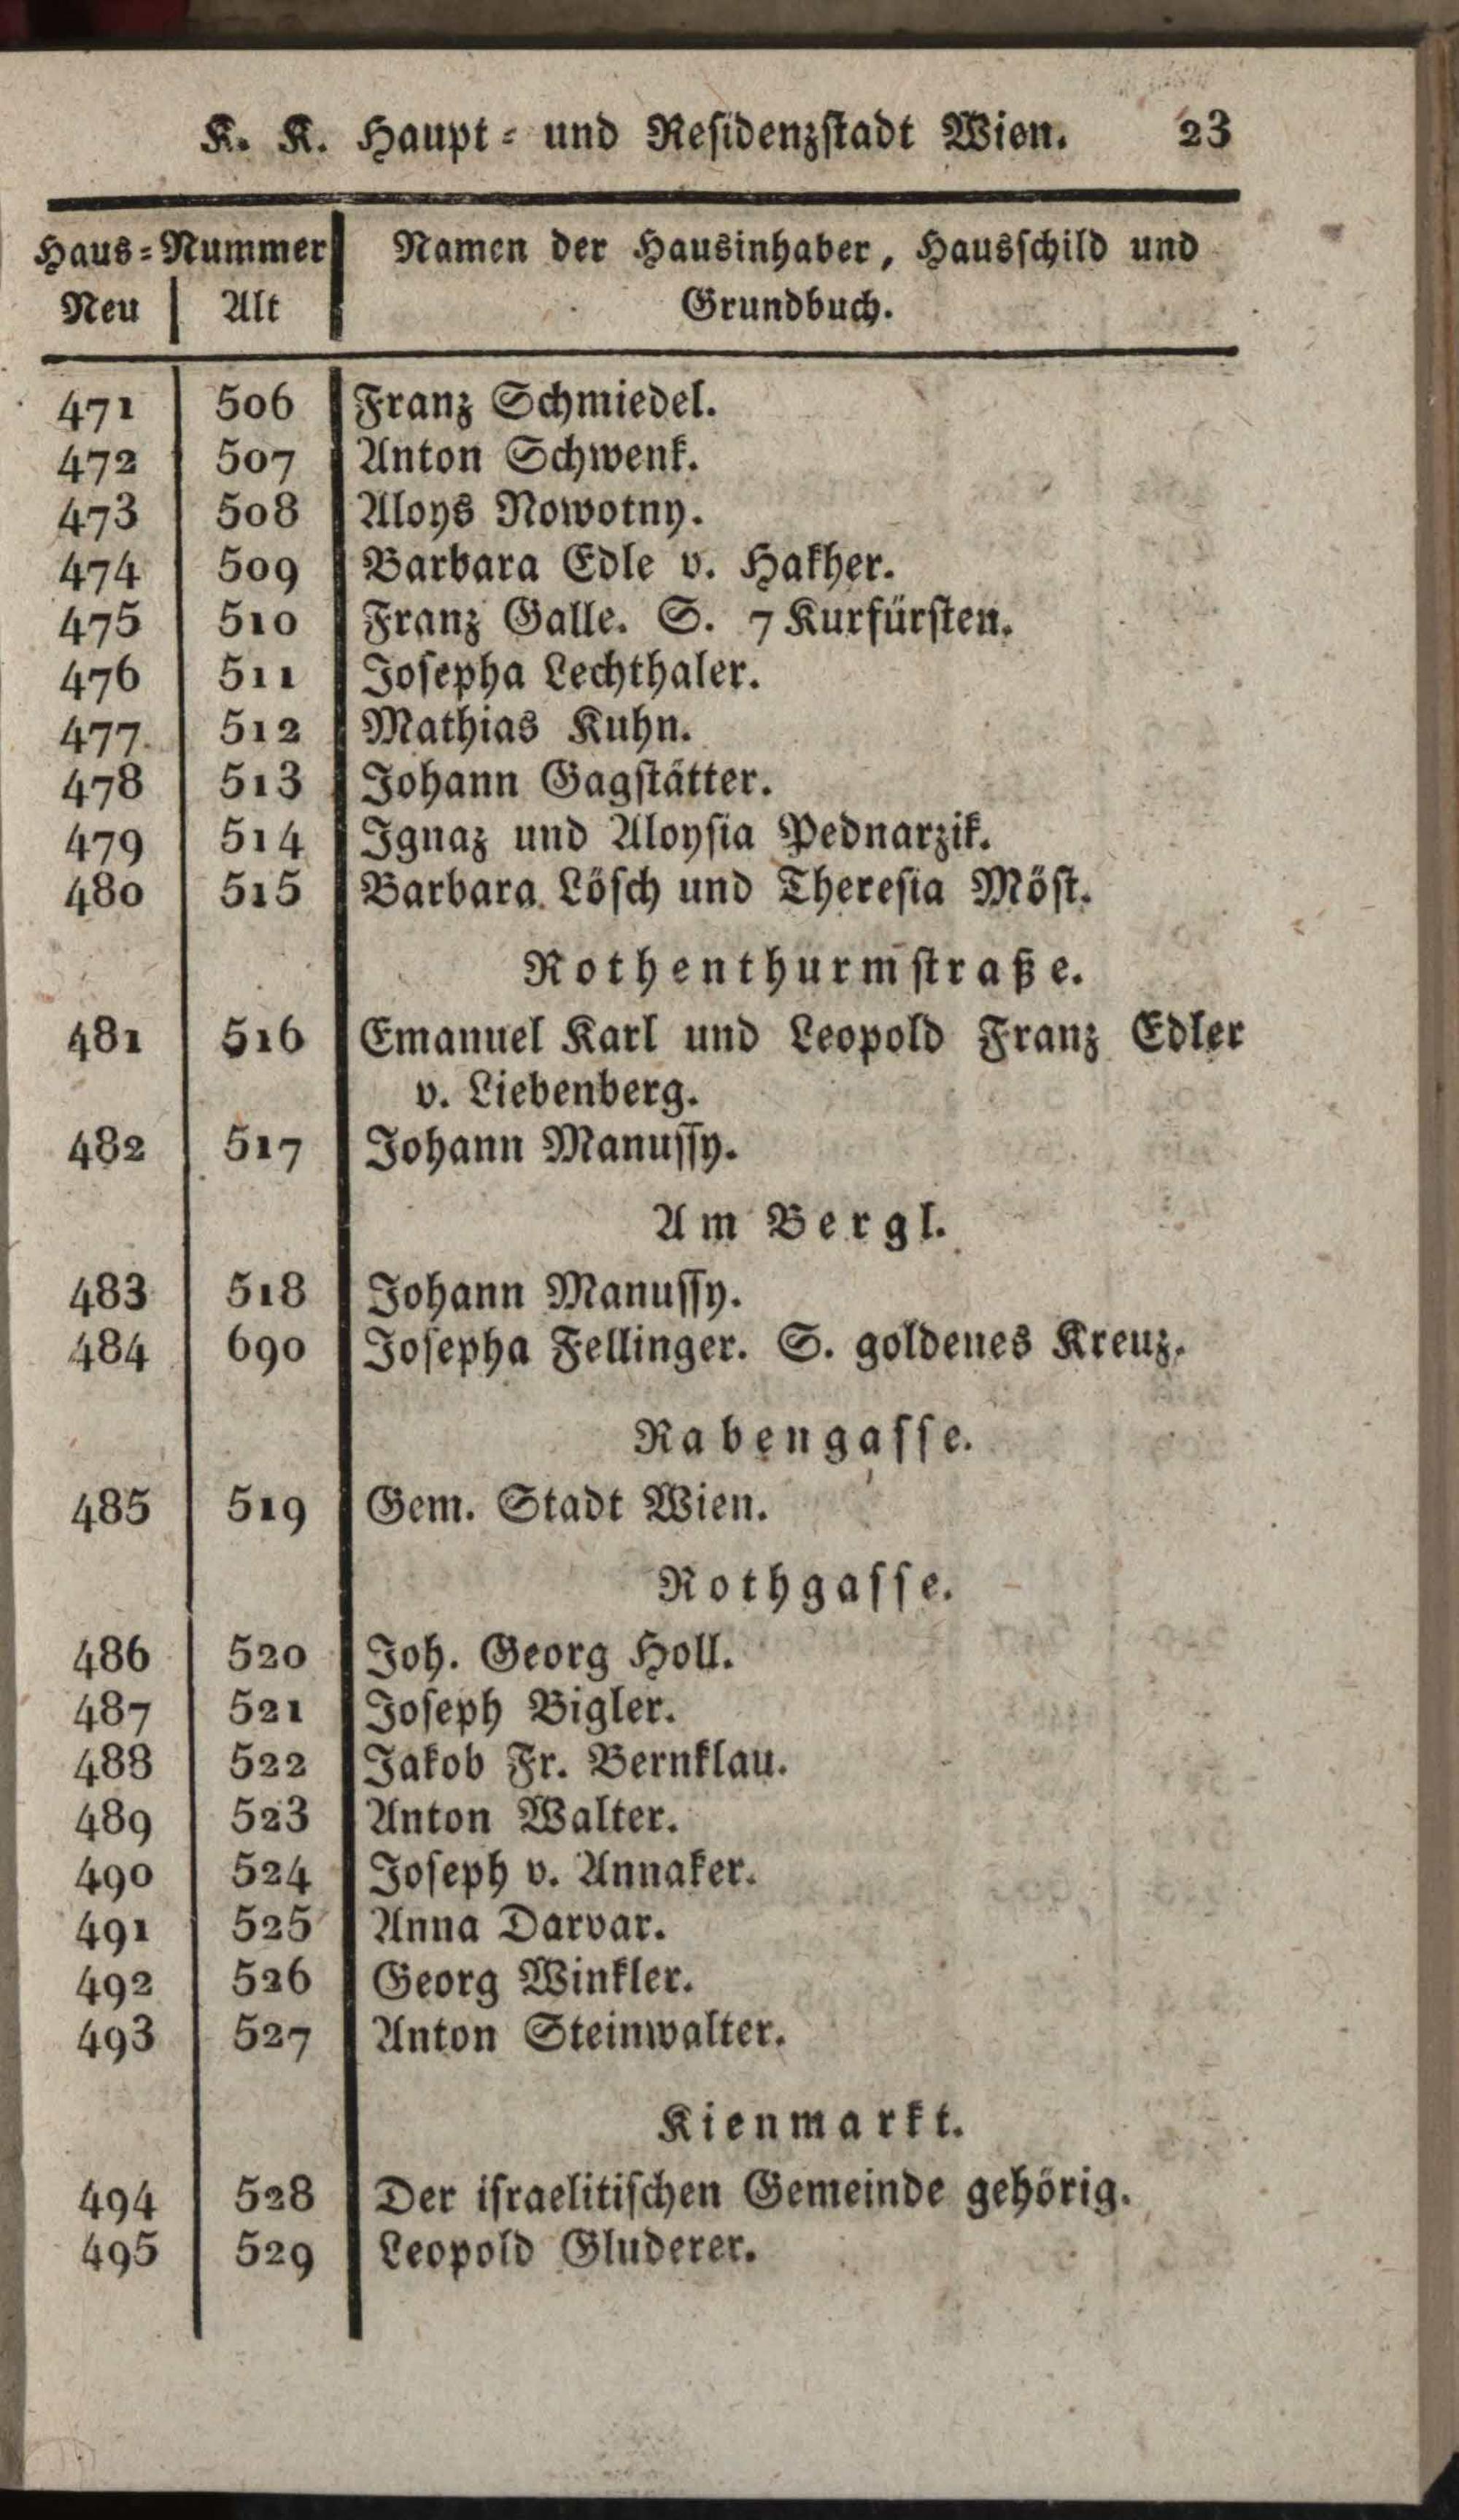 K. K. Haupt- und Residenzstadt Wien. 23
Haus-Nummer Namen der Hausinhaber, Hausschild und
Neu Alt Grundbuch.
471 506 Franz Schmiedel.
472 507 Anton Schwenk.
473 508 Aloys Nowotny.
474 509 Barbara Edle v. Hakher.
475 510 Franz Galle. S. 7 Kurfürsten.
476 511 Josepha Lechthaler.
477 512 Mathias Kuhn.
478 513 Johann Gagstätter.
479 514 Ignaz und Aloysia Pednarzik.
480 515 Barbara Lösch und Theresia Möst.
Rothenthurmstraße.
481 516 Emanuel Karl und Leopold Franz Edler
v. Liebenberg.
482 517 Johann Manussy.
Am Bergl.
483 518 Johann Manussy.
484 690 Josepha Fellinger. S. goldenes Kreuz.
Rabengasse.
485 519 Gem. Stadt Wien.
Rothgasse.
486 520 Joh. Georg Holl.
487 521 Joseph Bigler.
488 522 Jakob Fr. Bernklau.
489 523 Anton Walter.
490 524 Joseph v. Annaker.
491 525 Anna Darvar.
492 526 Georg Winkler.
493 527 Anton Steinwalter.
Kienmarkt.
494 528 Der israelitischen Gemeinde gehörig.
495 529 Leopold Gluderer.